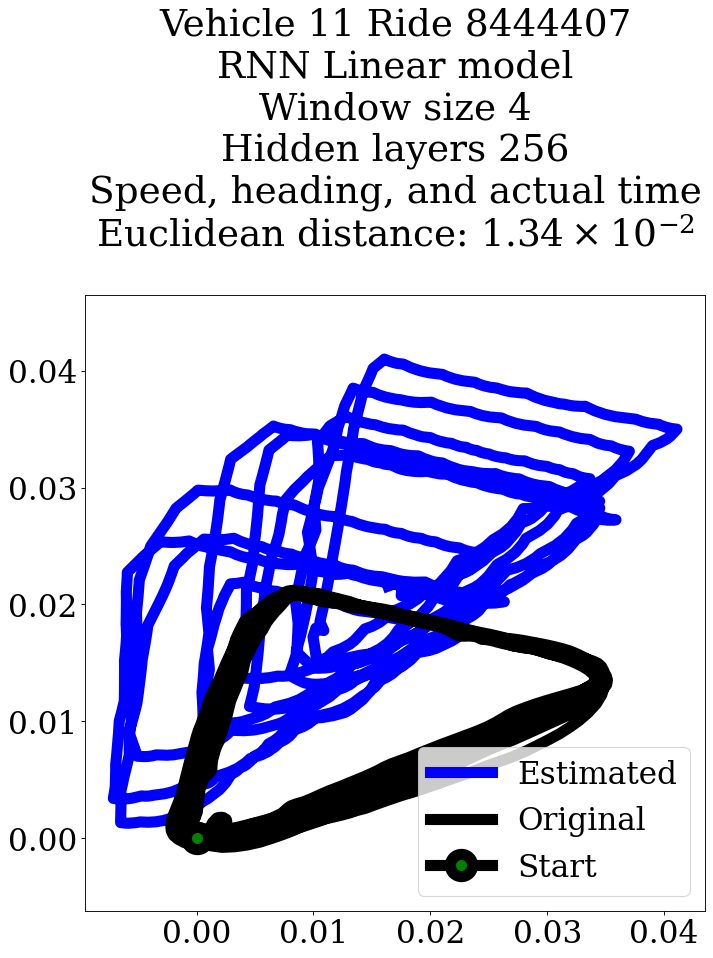 Vehicle 11 Ride 8444407
RNN Linear model
Window size 4
Hidden layers 256
Speed, heading, and actual time
Euclidean distance: 1.34 × 10⁻²
0.04
0.03
0.02
0.01
0.00
Estimated
Original
Start
0.00 0.01 0.02 0.03 0.04